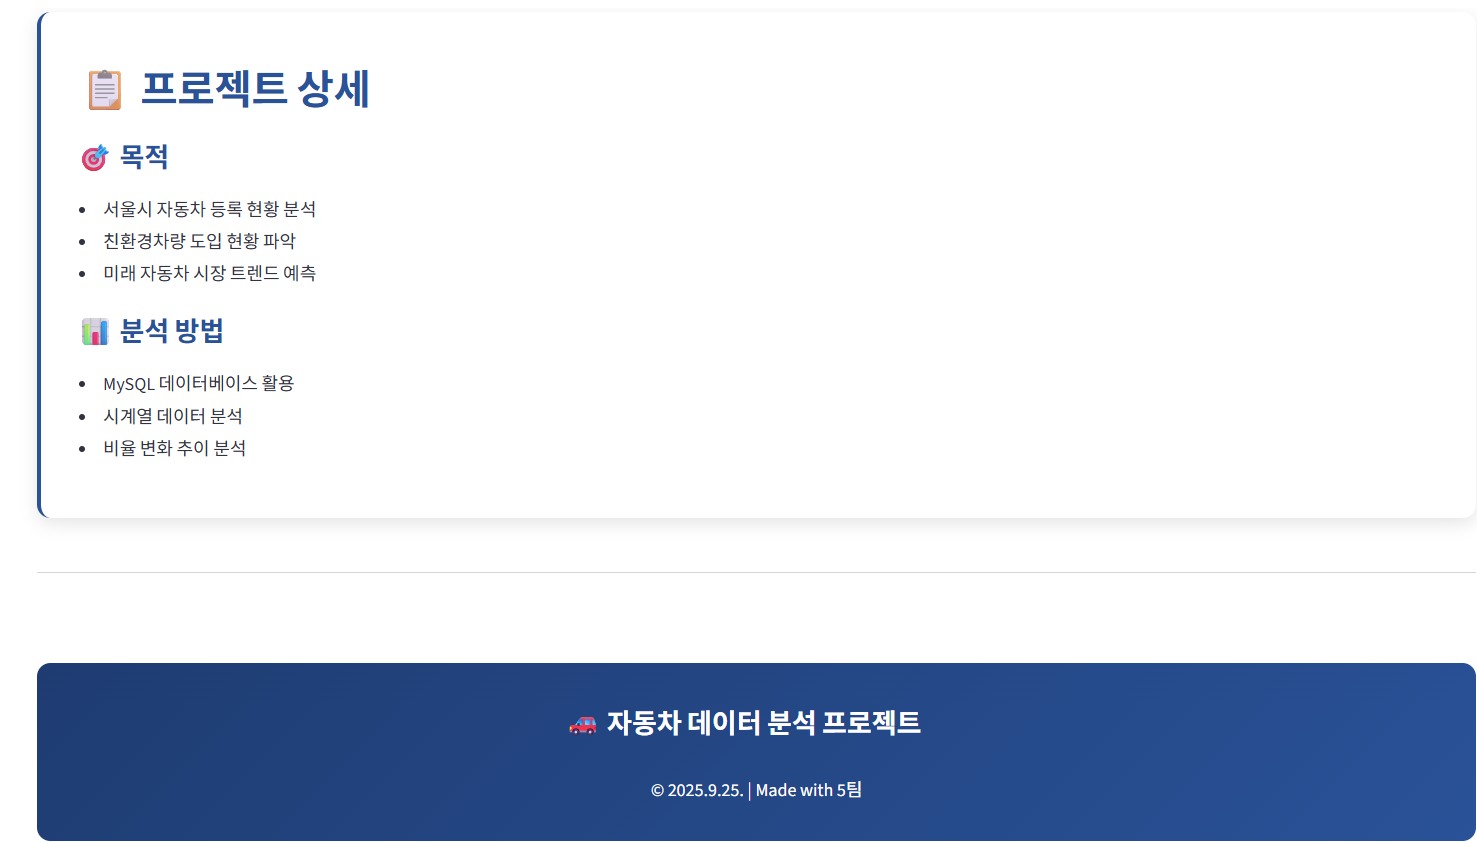 프로젝트 상세
목적
서울시 자동차 등록 현황 분석
친환경차량 도입 현황 파악
미래 자동차 시장 트렌드 예측
분석 방법
MySQL 데이터베이스 활용
시계열 데이터 분석
비율 변화 추이 분석
자동차 데이터 분석 프로젝트
© 2025.9.25. | Made with 5팀